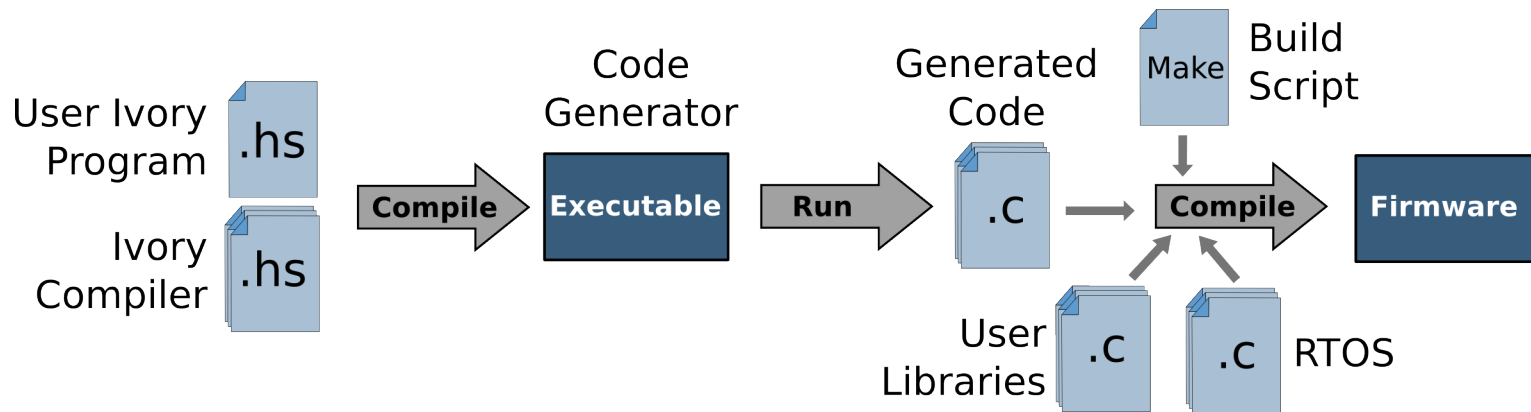 User Ivory
Program
.hs
Ivory
Compiler
.hs
Compile
Code
Generator
Executable
Run
Generated
Code
.c
Make
Build
Script
Compile
User
Libraries
.c
.c
RTOS
Firmware